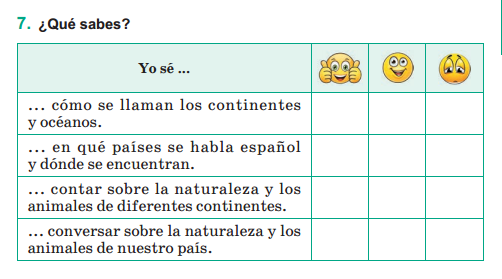 7. ¿Qué sabes?
Yo sé ...
... cómo se llaman los continentes
y océanos.
... en qué países se habla español
y dónde se encuentran.
... contar sobre la naturaleza y los
animales de diferentes continentes.
... conversar sobre la naturaleza y los
animales de nuestro país.